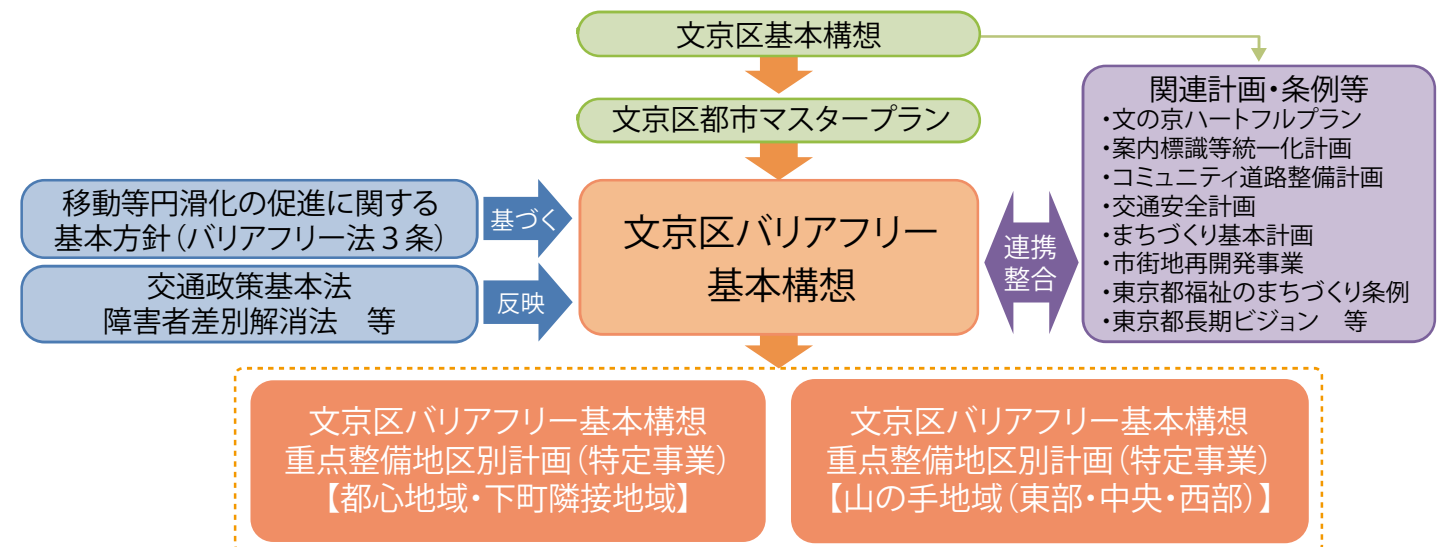 文京区基本構想
文京区都市マスタープラン
関連計画・条例等
・文の京ハートフルプラン
・案内標識等統一化計画
・コミュニティ道路整備計画
・交通安全計画
・まちづくり基本計画
・市街地再開発事業
・東京都福祉のまちづくり条例
・東京都長期ビジョン　等
移動等円滑化の促進に関する
基本方針（バリアフリー法３条）
基づく
交通政策基本法
障害者差別解消法　等
反映
文京区バリアフリー
基本構想
連携
整合
文京区バリアフリー基本構想
重点整備地区別計画（特定事業）
【都心地域・下町隣接地域】
文京区バリアフリー基本構想
重点整備地区別計画（特定事業）
【山の手地域（東部・中央・西部）】